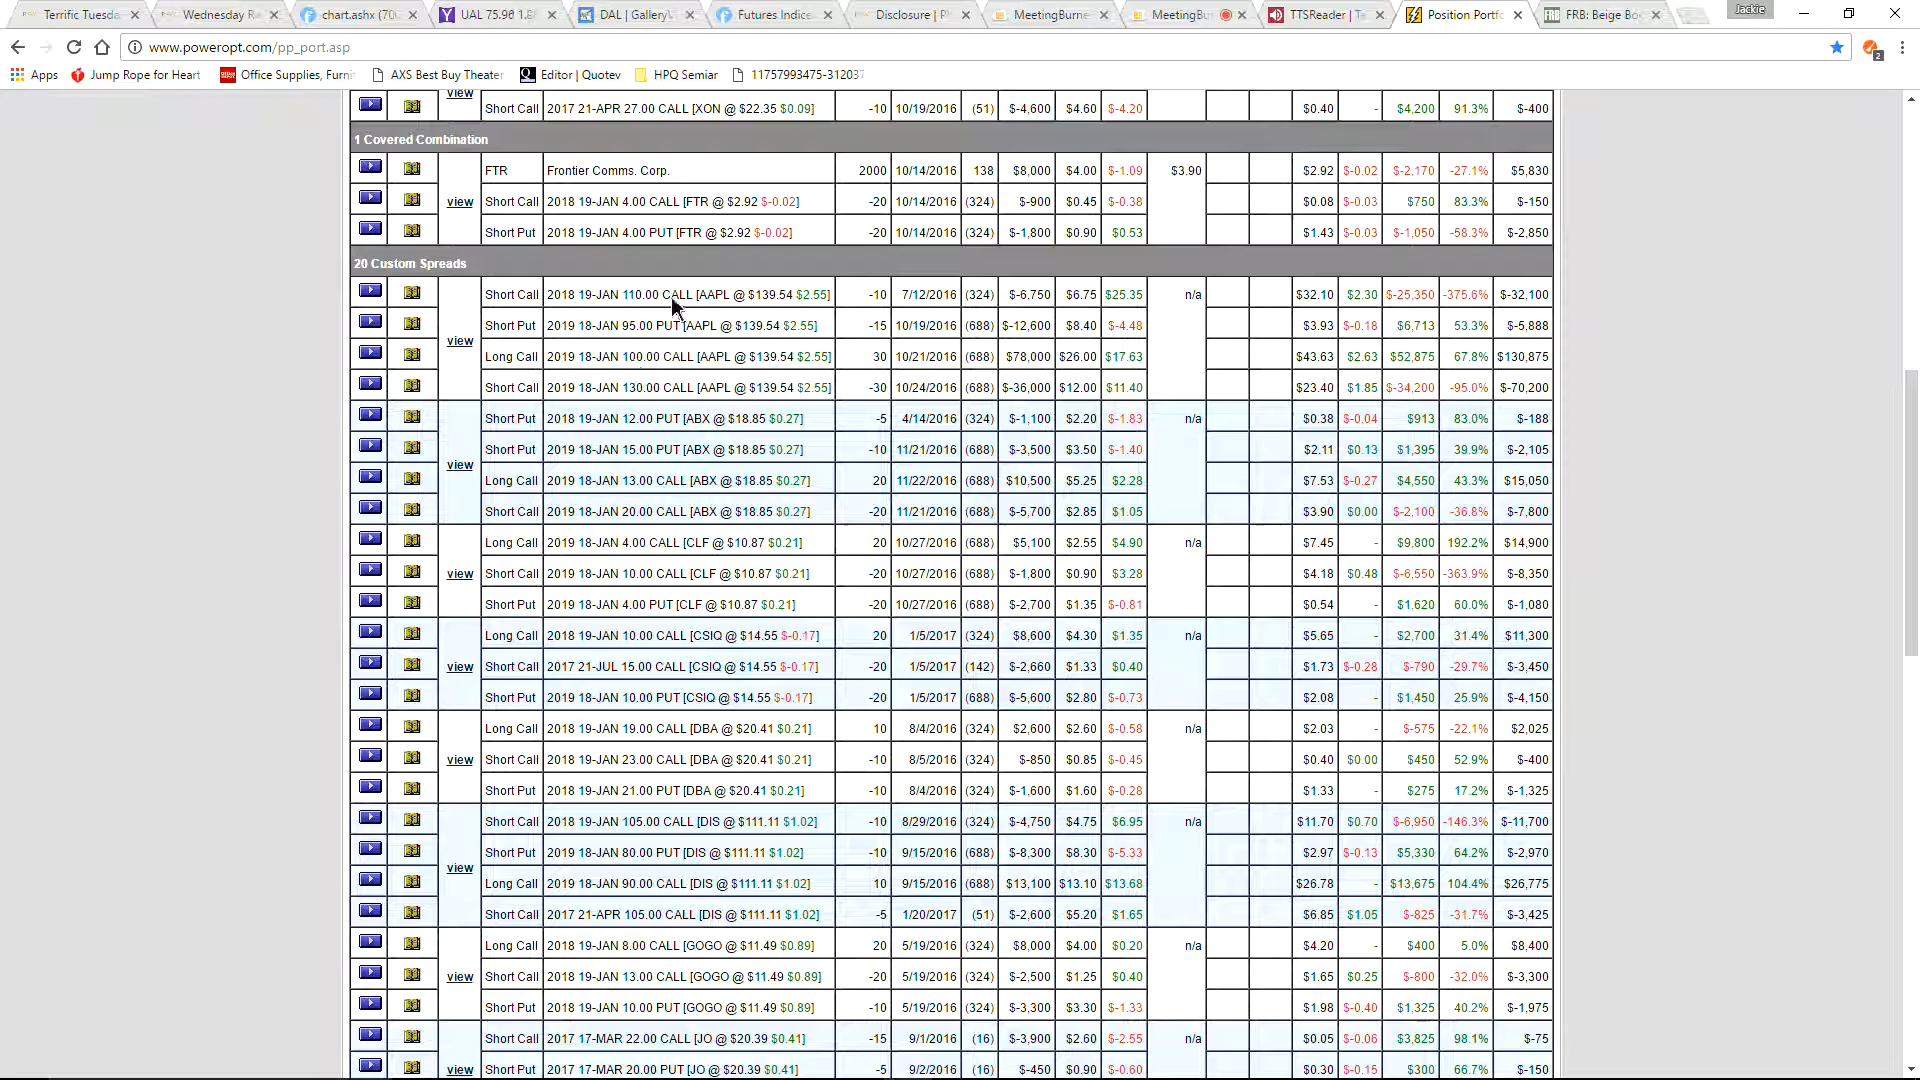 Terrific Tuesda
Wednesday R
chart.ashx (70
UAL 75.96 1.8
DAL | Gallery
Futures Indice
Disclosure | P
MeetingBurne
MeetingBu
TTSReader | T
Position Portf
FRB: Beige Bo
Jackie
www.poweropt.com/pp_port.asp
Apps Jump Rope for Heart Office Supplies, Furni AXS Best Buy Theater Editor | Quotev HPQ Semiar 11757993475-312037
view Short Call 2017 21-APR 27.00 CALL [XON @ $22.35 $0.09] -10 10/19/2016 (51) $-4,600 $4.60 $-4.20 $0.40 - $4,200 91.3% $-400
1 Covered Combination
FTR Frontier Comms. Corp. 2000 10/14/2016 138 $8,000 $4.00 $-1.09 $3.90 $2.92 $-0.02 $-2,170 -27.1% $5,830
view Short Call 2018 19-JAN 4.00 CALL [FTR @ $2.92 $-0.02] -20 10/14/2016 (324) $-900 $0.45 $-0.38 $0.08 $-0.03 $750 83.3% $-150
Short Put 2018 19-JAN 4.00 PUT [FTR @ $2.92 $-0.02] -20 10/14/2016 (324) $-1,800 $0.90 $0.53 $1.43 $-0.03 $-1,050 -58.3% $-2,850
20 Custom Spreads
Short Call 2018 19-JAN 110.00 CALL [AAPL @ $139.54 $2.55] -10 7/12/2016 (324) $-6,750 $6.75 $25.35 n/a $32.10 $2.30 $-25,350 -375.6% $-32,100
Short Put 2019 18-JAN 95.00 PUT [AAPL @ $139.54 $2.55] -15 10/19/2016 (688) $-12,600 $8.40 $-4.48 $3.93 $-0.18 $6,713 53.3% $-5,888
view
Long Call 2019 18-JAN 100.00 CALL [AAPL @ $139.54 $2.55] 30 10/21/2016 (688) $78,000 $26.00 $17.63 $43.63 $2.63 $52,875 67.8% $130,875
Short Call 2019 18-JAN 130.00 CALL [AAPL @ $139.54 $2.55] -30 10/24/2016 (688) $-36,000 $12.00 $11.40 $23.40 $1.85 $-34,200 -95.0% $-70,200
Short Put 2018 19-JAN 12.00 PUT [ABX @ $18.85 $0.27] -5 4/14/2016 (324) $-1,100 $2.20 $-1.83 n/a $0.38 $-0.04 $913 83.0% $-188
Short Put 2019 18-JAN 15.00 PUT [ABX @ $18.85 $0.27] -10 11/21/2016 (688) $-3,500 $3.50 $-1.40 $2.11 $0.13 $1,395 39.9% $-2,105
view
Long Call 2019 18-JAN 13.00 CALL [ABX @ $18.85 $0.27] 20 11/22/2016 (688) $10,500 $5.25 $2.28 $7.53 $-0.27 $4,550 43.3% $15,050
Short Call 2019 18-JAN 20.00 CALL [ABX @ $18.85 $0.27] -20 11/21/2016 (688) $-5,700 $2.85 $1.05 $3.90 $0.00 $-2,100 -36.8% $-7,800
Long Call 2019 18-JAN 4.00 CALL [CLF @ $10.87 $0.21] 20 10/27/2016 (688) $5,100 $2.55 $4.90 n/a $7.45 - $9,800 192.2% $14,900
view Short Call 2019 18-JAN 10.00 CALL [CLF @ $10.87 $0.21] -20 10/27/2016 (688) $-1,800 $0.90 $3.28 $4.18 $0.48 $-6,550 -363.9% $-8,350
Short Put 2019 18-JAN 4.00 PUT [CLF @ $10.87 $0.21] -20 10/27/2016 (688) $-2,700 $1.35 $-0.81 $0.54 - $1,620 60.0% $-1,080
Long Call 2018 19-JAN 10.00 CALL [CSIQ @ $14.55 $-0.17] 20 1/5/2017 (324) $8,600 $4.30 $1.35 n/a $5.65 - $2,700 31.4% $11,300
view Short Call 2017 21-JUL 15.00 CALL [CSIQ @ $14.55 $-0.17] -20 1/5/2017 (142) $-2,660 $1.33 $0.40 $1.73 $-0.28 $-790 -29.7% $-3,450
Short Put 2019 18-JAN 10.00 PUT [CSIQ @ $14.55 $-0.17] -20 1/5/2017 (688) $-5,600 $2.80 $-0.73 $2.08 - $1,450 25.9% $-4,150
Long Call 2018 19-JAN 19.00 CALL [DBA @ $20.41 $0.21] 10 8/4/2016 (324) $2,600 $2.60 $-0.58 n/a $2.03 - $-575 -22.1% $2,025
view Short Call 2018 19-JAN 23.00 CALL [DBA @ $20.41 $0.21] -10 8/5/2016 (324) $-850 $0.85 $-0.45 $0.40 $0.00 $450 52.9% $-400
Short Put 2018 19-JAN 21.00 PUT [DBA @ $20.41 $0.21] -10 8/4/2016 (324) $-1,600 $1.60 $-0.28 $1.33 - $275 17.2% $-1,325
Short Call 2018 19-JAN 105.00 CALL [DIS @ $111.11 $1.02] -10 8/29/2016 (324) $-4,750 $4.75 $6.95 n/a $11.70 $0.70 $-6,950 -146.3% $-11,700
Short Put 2019 18-JAN 80.00 PUT [DIS @ $111.11 $1.02] -10 9/15/2016 (688) $-8,300 $8.30 $-5.33 $2.97 $-0.13 $5,330 64.2% $-2,970
view
Long Call 2019 18-JAN 90.00 CALL [DIS @ $111.11 $1.02] 10 9/15/2016 (688) $13,100 $13.10 $13.68 $26.78 - $13,675 104.4% $26,775
Short Call 2017 21-APR 105.00 CALL [DIS @ $111.11 $1.02] -5 1/20/2017 (51) $-2,600 $5.20 $1.65 $6.85 $1.05 $-825 -31.7% $-3,425
Long Call 2018 19-JAN 8.00 CALL [GOGO @ $11.49 $0.89] 20 5/19/2016 (324) $8,000 $4.00 $0.20 n/a $4.20 - $400 5.0% $8,400
view Short Call 2018 19-JAN 13.00 CALL [GOGO @ $11.49 $0.89] -20 5/19/2016 (324) $-2,500 $1.25 $0.40 $1.65 $0.25 $-800 -32.0% $-3,300
Short Put 2018 19-JAN 10.00 PUT [GOGO @ $11.49 $0.89] -10 5/19/2016 (324) $-3,300 $3.30 $-1.33 $1.98 $-0.40 $1,325 40.2% $-1,975
Short Call 2017 17-MAR 22.00 CALL [JO @ $20.39 $0.41] -15 9/1/2016 (16) $-3,900 $2.60 $-2.55 n/a $0.05 $-0.06 $3,825 98.1% $-75
view Short Put 2017 17-MAR 20.00 PUT [JO @ $20.39 $0.41] -5 9/2/2016 (16) $-450 $0.90 $-0.60 $0.30 $-0.15 $300 66.7% $-150